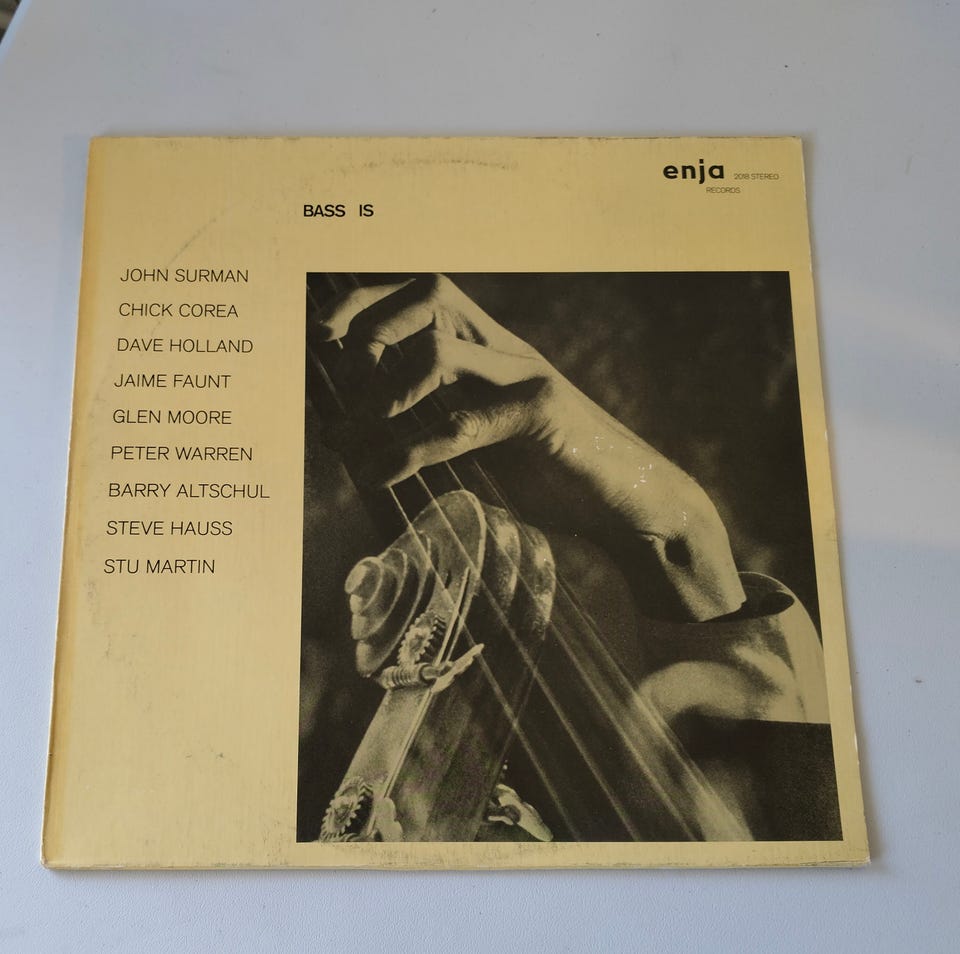 enja 2018 STEREO
RECORDS
BASS IS
JOHN SURMAN
CHICK COREA
DAVE HOLLAND
JAIME FAUNT
GLEN MOORE
PETER WARREN
BARRY ALTSCHUL
STEVE HAUSS
STU MARTIN